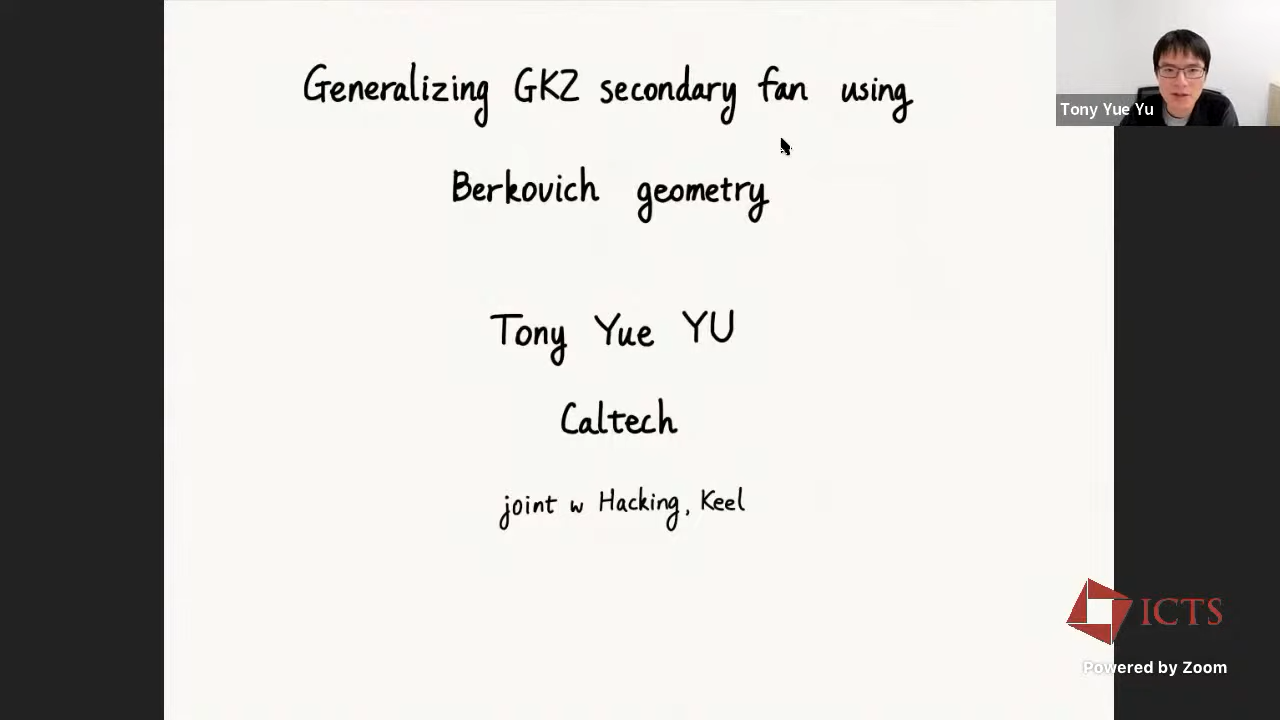 Generalizing GKZ secondary fan using
Berkovich geometry
Tony Yue YU
Caltech
joint w Hacking, Keel
Tony Yue Yu
ICTS
Powered by Zoom